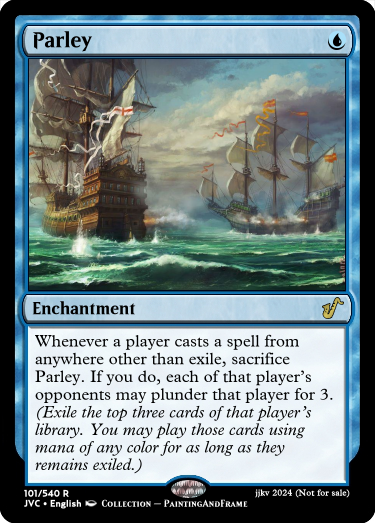 Parley
Enchantment
Whenever a player casts a spell from
anywhere other than exile, sacrifice
Parley. If you do, each of that player's
opponents may plunder that player for 3.
(Exile the top three cards of that player's
library. You may play those cards using
mana of any color for as long as they
remains exiled.)
101/540 R
JVC • English COLLECTION — PAINTINGANDFRAME
jjkv 2024 (Not for sale)